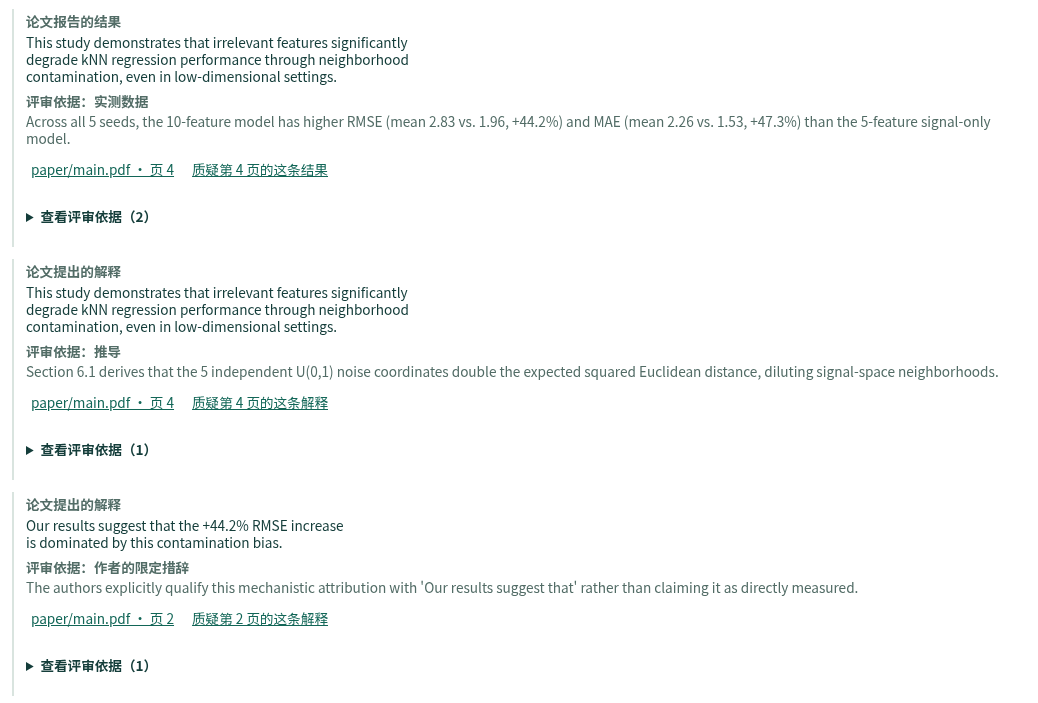 论文报告的结果
This study demonstrates that irrelevant features significantly
degrade kNN regression performance through neighborhood
contamination, even in low-dimensional settings.
评审依据：实测数据
Across all 5 seeds, the 10-feature model has higher RMSE (mean 2.83 vs. 1.96, +44.2%) and MAE (mean 2.26 vs. 1.53, +47.3%) than the 5-feature signal-only
model.
paper/main.pdf · 页 4 质疑第 4 页的这条结果
▶ 查看评审依据（2）
论文提出的解释
This study demonstrates that irrelevant features significantly
degrade kNN regression performance through neighborhood
contamination, even in low-dimensional settings.
评审依据：推导
Section 6.1 derives that the 5 independent U(0,1) noise coordinates double the expected squared Euclidean distance, diluting signal-space neighborhoods.
paper/main.pdf · 页 4 质疑第 4 页的这条解释
▶ 查看评审依据（1）
论文提出的解释
Our results suggest that the +44.2% RMSE increase
is dominated by this contamination bias.
评审依据：作者的限定措辞
The authors explicitly qualify this mechanistic attribution with 'Our results suggest that' rather than claiming it as directly measured.
paper/main.pdf · 页 2 质疑第 2 页的这条解释
▶ 查看评审依据（1）